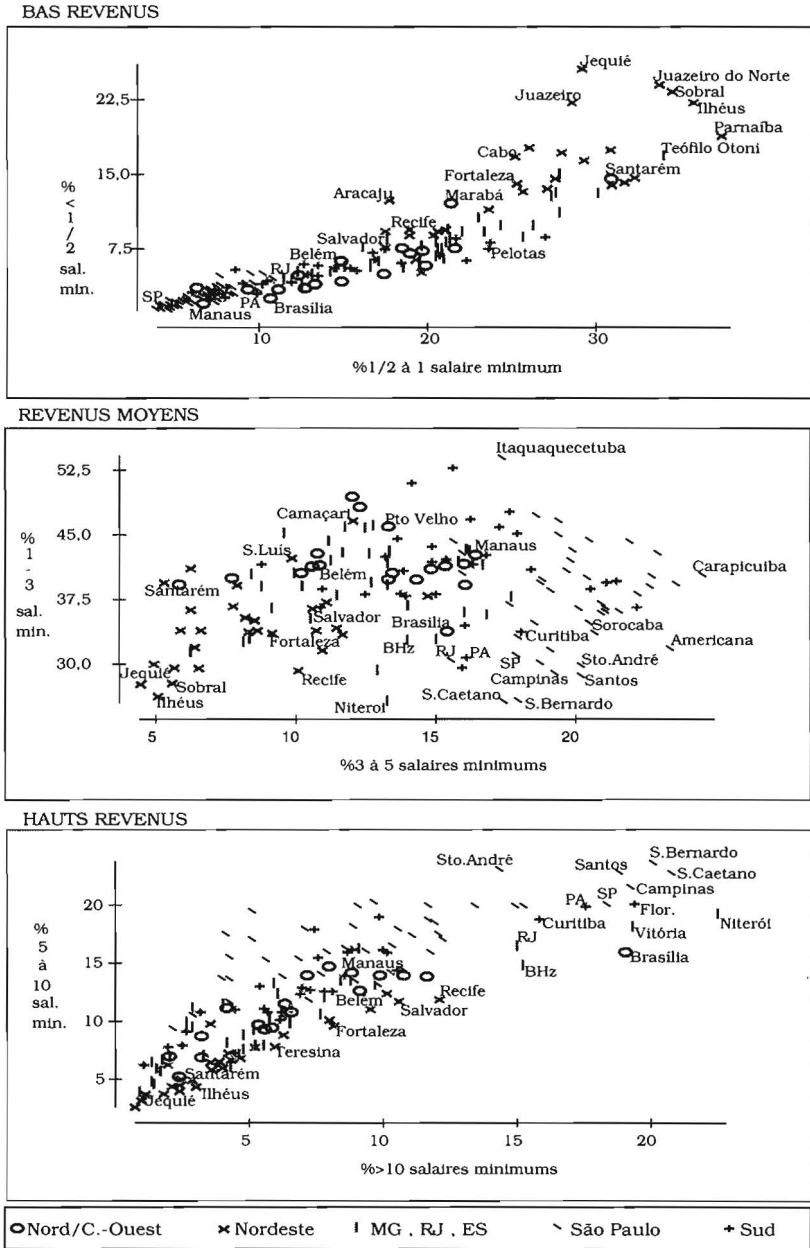 BAS REVENUS
Jequié
Juazeiro do Norte
Sobral
Juazeiro
Ilhéus
22,5
Parnaíba
Cabo
Teófilo Otoni
15,0
Fortaleza
Santarém
Aracaju
Marabá
Recife
Salvador
7,5
Belém
Pelotas
RJ
SP
PA
Manaus
Brasília
%
<
1
/
2
sal.
min.
10
20
30
%1/2 à 1 salaire minimum
REVENUS MOYENS
Itaquaquecetuba
52,5
Camaçari
Pto Velho
45,0
Manaus
S.Luís
Carapicuiba
Belém
Santarém
37,5
Salvador
Brasília
Sorocaba
Fortaleza
Curitiba
Americana
BHz
RJ
PA
SP
Sto.André
30,0
Jequié
Sobral
Recife
Campinas
Santos
Ilhéus
S.Caetano
S.Bernardo
Niteroi
%
1
-
3
sal.
min.
5
10
15
20
%3 à 5 salaires minimums
HAUTS REVENUS
S.Bernardo
Sto.André
Santos
S.Caetano
Campinas
PA
SP
20
Flor.
Curitiba
Niterói
Vitória
RJ
Brasília
BHz
Manaus
15
Belém
Recife
Salvador
10
Fortaleza
Teresina
Santarém
5
Ilhéus
Jequié
%
5
à
10
sal.
min.
5
10
15
20
%>10 salaires minimums
Nord/C.-Ouest
Nordeste
MG , RJ , ES
São Paulo
Sud